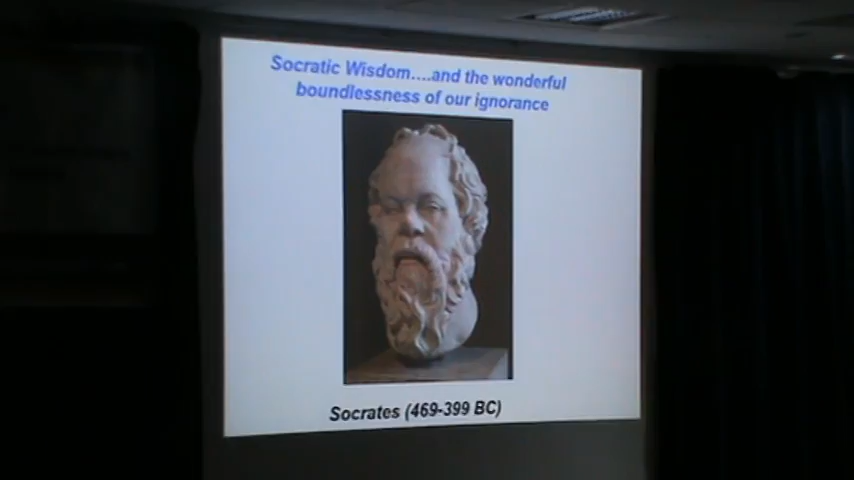 Socratic Wisdom....and the wonderful
boundlessness of our ignorance
Socrates (469-399 BC)